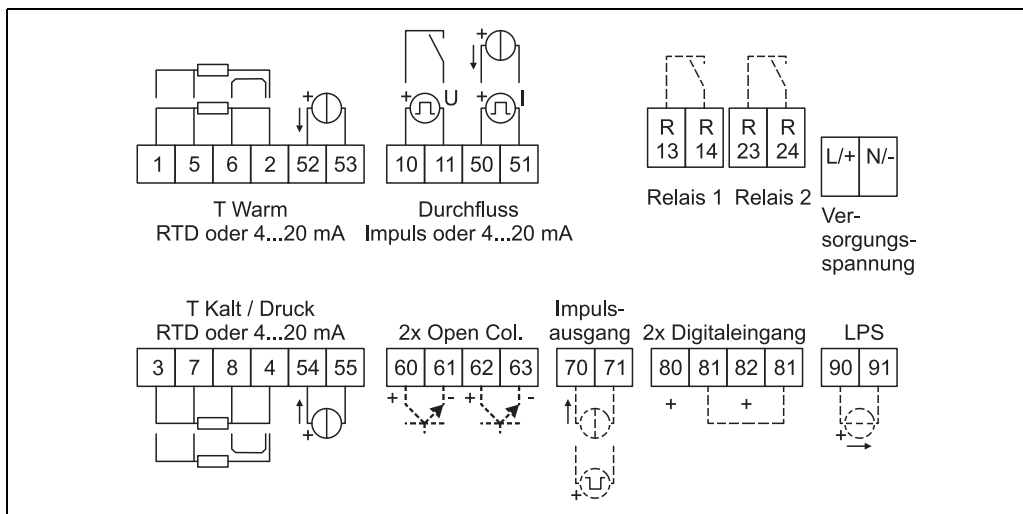 + U
+
+ I
+
1 5 6 2 52 53
10 11 50 51
R 13 R 14 R 23 R 24
L/+ N/-
T Warm
RTD oder 4...20 mA
Durchfluss
Impuls oder 4...20 mA
Relais 1 Relais 2
Ver-
sorgungs-
spannung
T Kalt / Druck
RTD oder 4...20 mA
2x Open Col.
Impuls-
ausgang
2x Digitaleingang
LPS
3 7 8 4 54 55
60 61 62 63
70 71
80 81 82 81
90 91
+
+ - + -
+
+ +
+